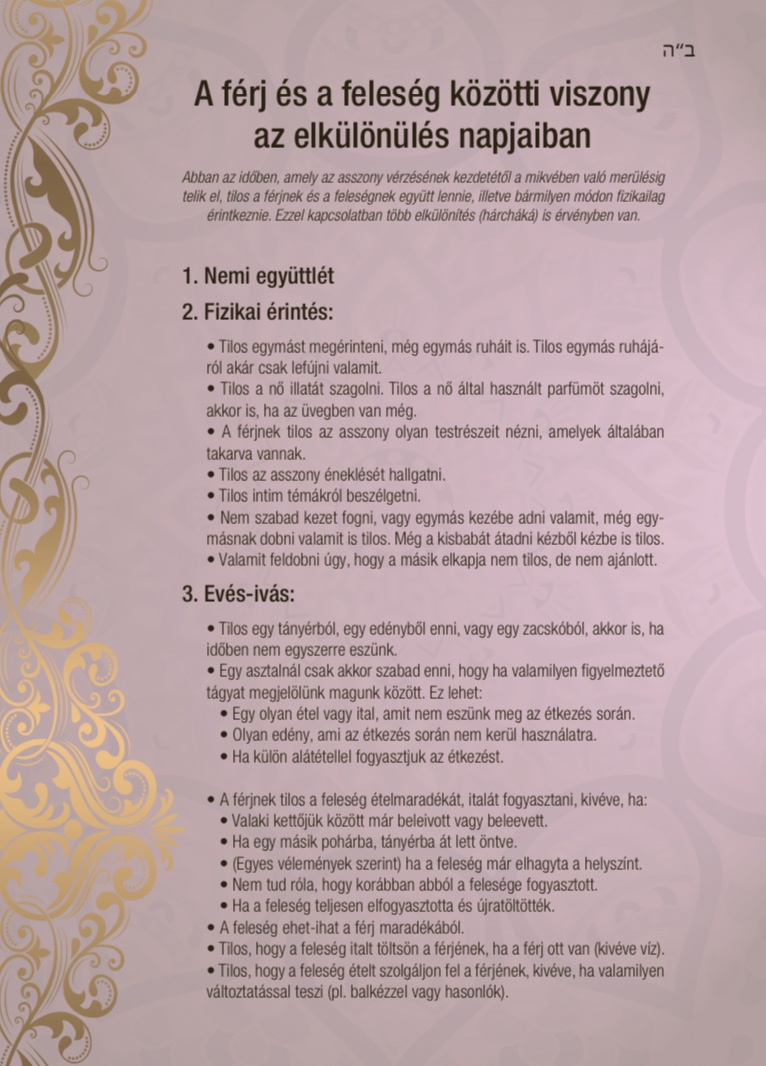 ב"ה
A férj és a feleség közötti viszony
az elkülönülés napjaiban
Abban az időben, amely az asszony vérzésének kezdetétől a mikvében való merülésig
telik el, tilos a férjnek és a feleségnek együtt lennie, illetve bármilyen módon fizikailag
érintkeznie. Ezzel kapcsolatban több elkülönítés (hárcháká) is érvényben van.
1. Nemi együttlét
2. Fizikai érintés:
• Tilos egymást megérinteni, még egymás ruháit is. Tilos egymás ruhájá-
ról akár csak lefújni valamit.
• Tilos a nő illatát szagolni. Tilos a nő által használt parfümöt szagolni,
akkor is, ha az üvegben van még.
• A férjnek tilos az asszony olyan testrészeit nézni, amelyek általában
takarva vannak.
• Tilos az asszony éneklését hallgatni.
• Tilos intim témákról beszélgetni.
• Nem szabad kezet fogni, vagy egymás kezébe adni valamit, még egy-
másnak dobni valamit is tilos. Még a kisbabát átadni kézből kézbe is tilos.
• Valamit feldobni úgy, hogy a másik elkapja nem tilos, de nem ajánlott.
3. Evés-ivás:
• Tilos egy tányérból, egy edényből enni, vagy egy zacskóból, akkor is, ha
időben nem egyszerre eszünk.
• Egy asztalnál csak akkor szabad enni, hogy ha valamilyen figyelmeztető
tágyat megjelölünk magunk között. Ez lehet:
• Egy olyan étel vagy ital, amit nem eszünk meg az étkezés során.
• Olyan edény, ami az étkezés során nem kerül használatra.
• Ha külön alátétellel fogyasztjuk az étkezést.
• A férjnek tilos a feleség ételmaradékát, italát fogyasztani, kivéve, ha:
• Valaki kettőjük között már beleivott vagy beleevett.
• Ha egy másik pohárba, tányérba át lett öntve.
• (Egyes vélemények szerint) ha a feleség már elhagyta a helyszínt.
• Nem tud róla, hogy korábban abból a felesége fogyasztott.
• Ha a feleség teljesen elfogyasztotta és újratöltötték.
• A feleség ehet-ihat a férj maradékából.
• Tilos, hogy a feleség italt töltsön a férjének, ha a férj ott van (kivéve víz).
• Tilos, hogy a feleség ételt szolgáljon fel a férjének, kivéve, ha valamilyen
változtatással teszi (pl. balkézzel vagy hasonlók).